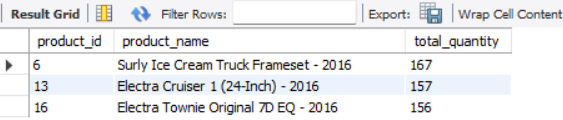 Result Grid Filter Rows: Export: Wrap Cell Content
product_id product_name total_quantity
6 Surly Ice Cream Truck Frameset - 2016 167
13 Electra Cruiser 1 (24-Inch) - 2016 157
16 Electra Townie Original 7D EQ - 2016 156